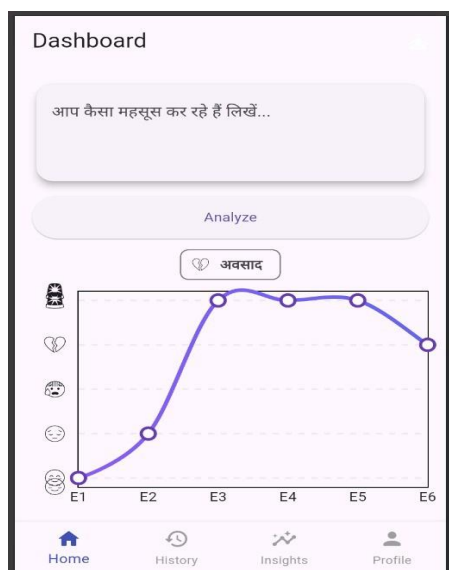 Dashboard
आप कैसा महसूस कर रहे हैं लिखें...
Analyze
अवसाद
E1 E2 E3 E4 E5 E6
Home History Insights Profile